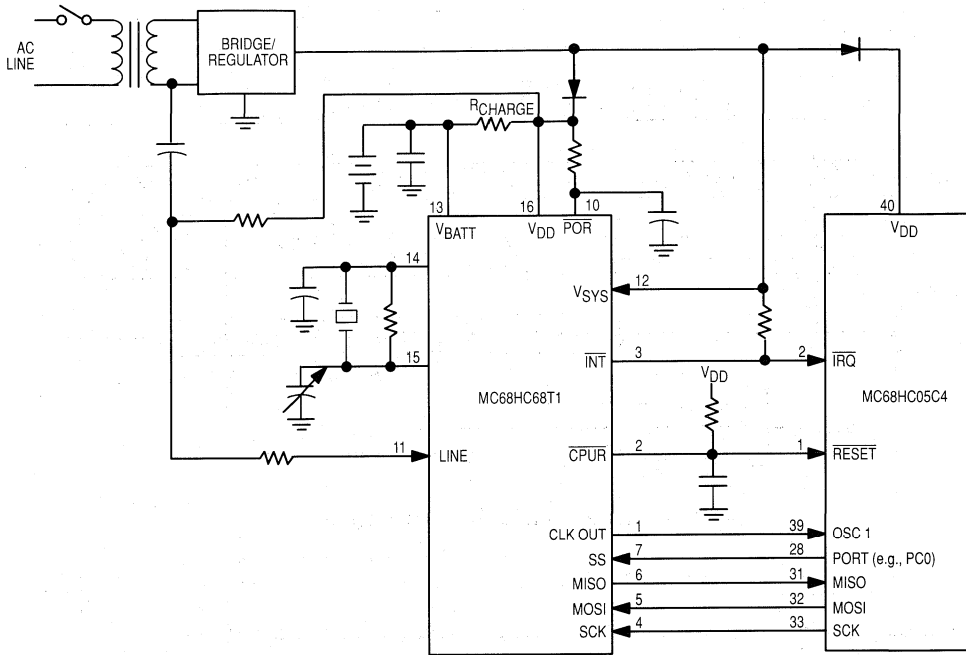 AC
LINE
BRIDGE/
REGULATOR
RCHARGE
13
16
10
40
VBATT
VDD
POR
VDD
14
12
VSYS
15
INT
3
2
IRQ
MC68HC68T1
VDD
MC68HC05C4
11
LINE
CPUR
2
1
RESET
CLK OUT
1
39
OSC 1
SS
7
28
PORT (e.g., PC0)
MISO
6
31
MISO
MOSI
5
32
MOSI
SCK
4
33
SCK